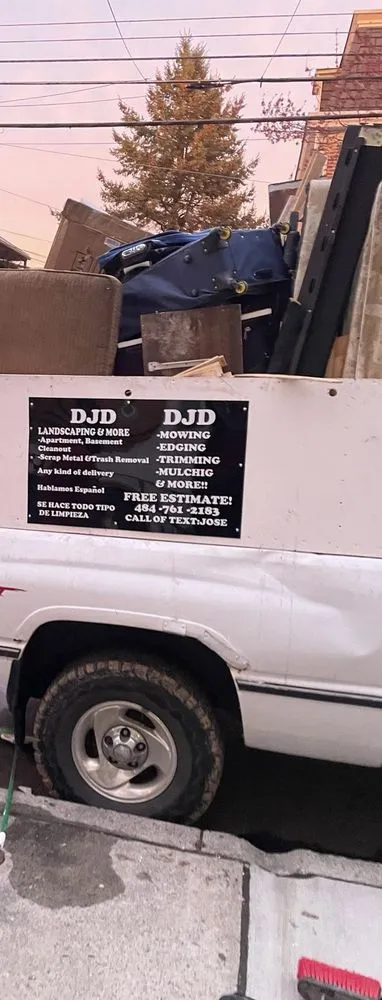 DJD
LANDSCAPING & MORE
-Apartment, Basement
Cleanout
-Scrap Metal &Trash Removal
Any kind of delivery
Hablamos Español
SE HACE TODO TIPO
DE LIMPIEZA
DJD
-MOWING
-EDGING
-TRIMMING
-MULCHIG
& MORE!!
FREE ESTIMATE!
484 -761 -2183
CALL OF TEXT:JOSE